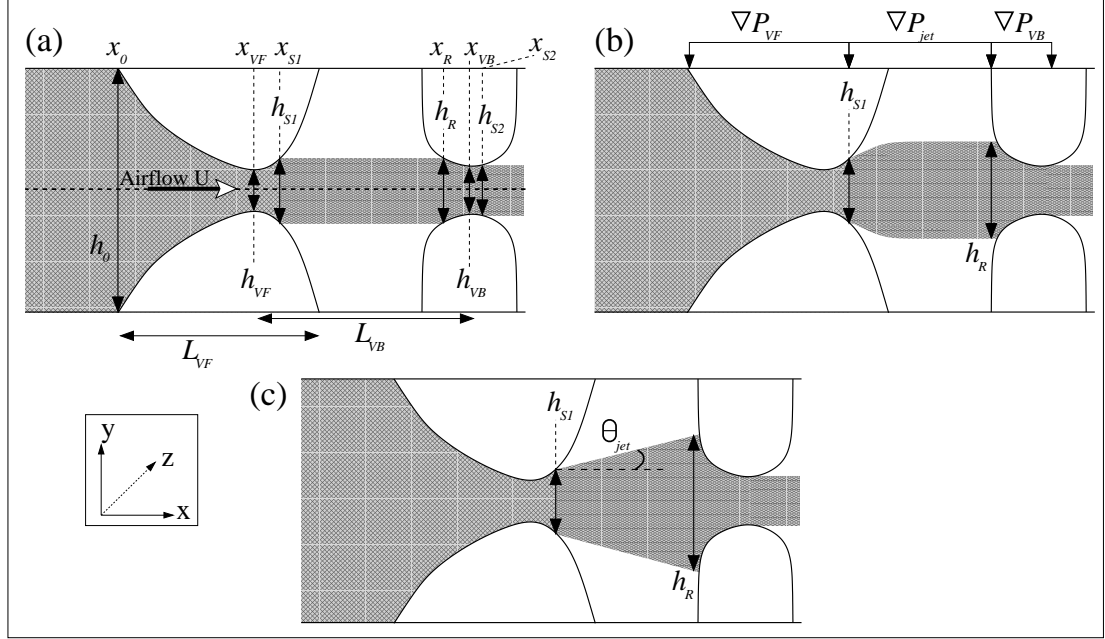 (a)
x0 xVF xS1 xR xVB xS2
hS1 hR hS2
Airflow U
h0 hVF hVB
LVF LVB
(b)
∇PVF ∇Pjet ∇PVB
hS1
hR
(c)
hS1
θjet
hR
y
z
x